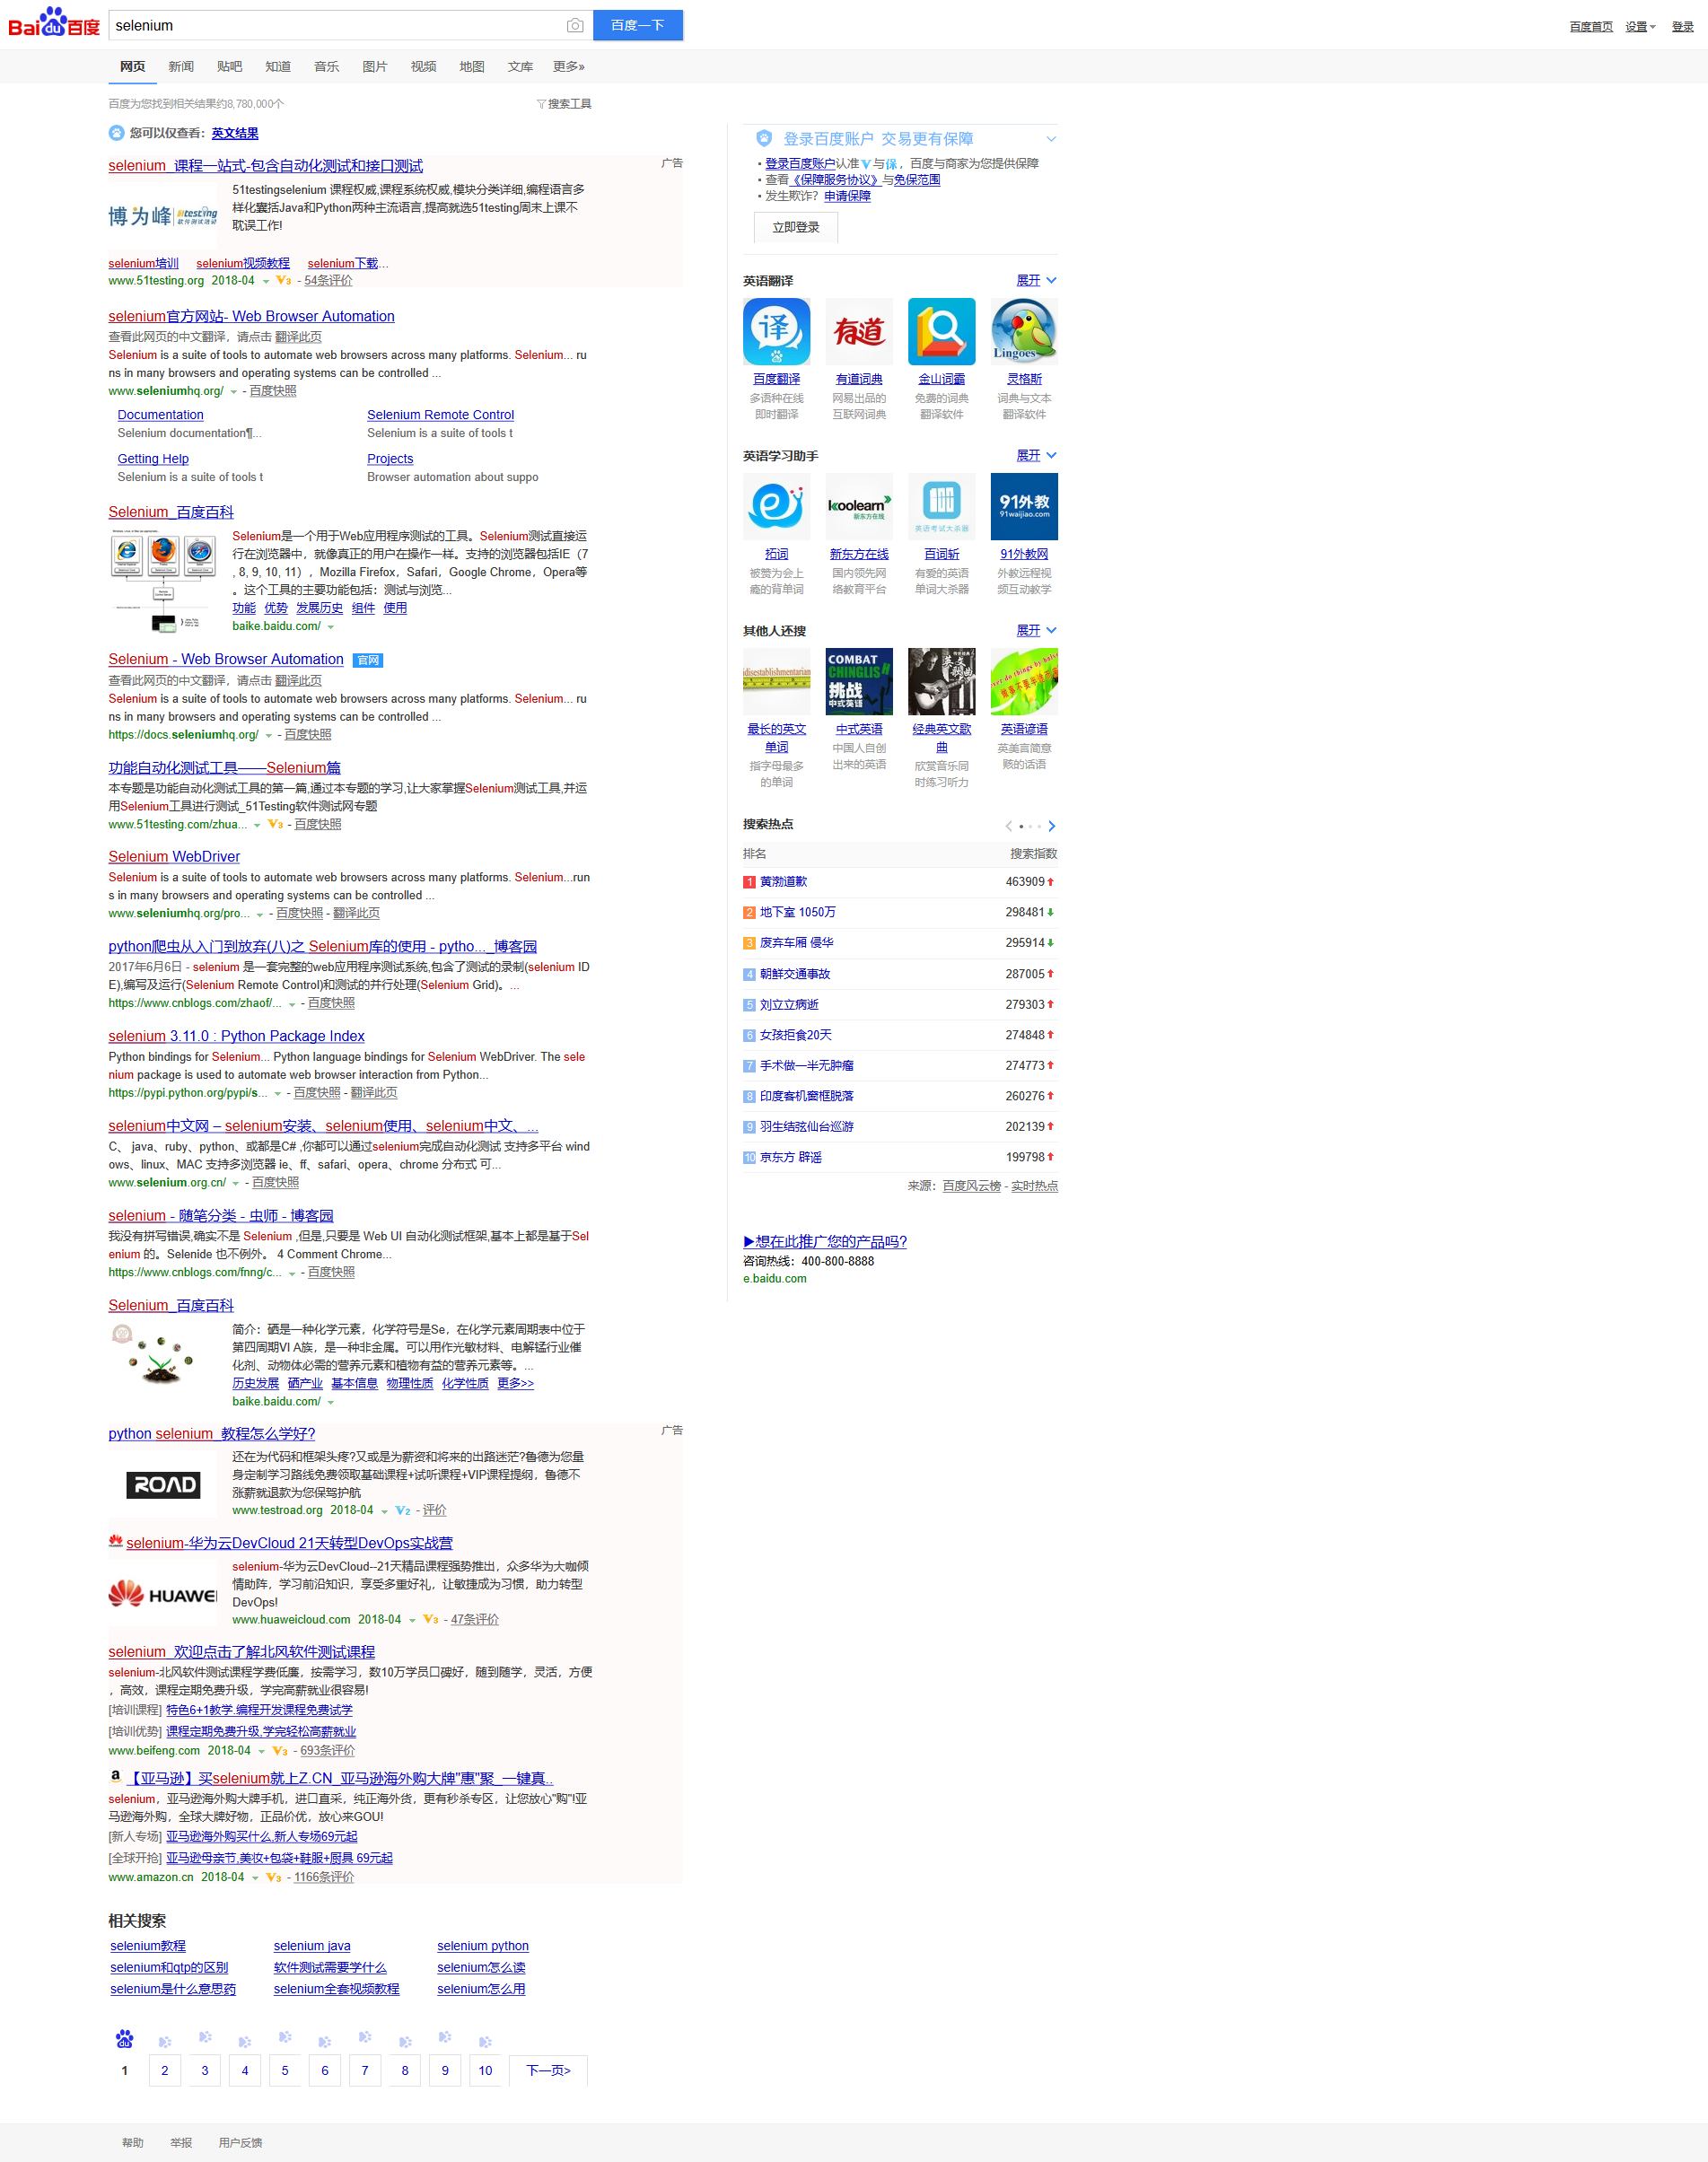 Bai du 百度
selenium
百度一下
百度首页 设置 登录
网页 新闻 贴吧 知道 音乐 图片 视频 地图 文库 更多»
百度为您找到相关结果约8,780,000个
搜索工具
您可以仅查看：英文结果
selenium_课程一站式-包含自动化测试和接口测试
广告
博为峰 51testing 软件测试培训
51testingselenium 课程权威,课程系统权威,模块分类详细,编程语言多
样化囊括Java和Python两种主流语言,提高就选51testing周末上课不
耽误工作!
selenium培训 selenium视频教程 selenium下载...
www.51testing.org 2018-04 V3 - 54条评价
selenium官方网站- Web Browser Automation
查看此网页的中文翻译，请点击 翻译此页
Selenium is a suite of tools to automate web browsers across many platforms. Selenium... ru
ns in many browsers and operating systems can be controlled ...
www.seleniumhq.org/ - 百度快照
Documentation
Selenium documentation¶...
Selenium Remote Control
Selenium is a suite of tools t
Getting Help
Selenium is a suite of tools t
Projects
Browser automation about suppo
Selenium_百度百科
Selenium是一个用于Web应用程序测试的工具。Selenium测试直接运
行在浏览器中，就像真正的用户在操作一样。支持的浏览器包括IE（7
, 8, 9, 10, 11），Mozilla Firefox，Safari，Google Chrome，Opera等
。这个工具的主要功能包括：测试与浏览...
功能 优势 发展历史 组件 使用
baike.baidu.com/
Selenium - Web Browser Automation 官网
查看此网页的中文翻译，请点击 翻译此页
Selenium is a suite of tools to automate web browsers across many platforms. Selenium... ru
ns in many browsers and operating systems can be controlled ...
https://docs.seleniumhq.org/ - 百度快照
功能自动化测试工具——Selenium篇
本专题是功能自动化测试工具的第一篇,通过本专题的学习,让大家掌握Selenium测试工具,并运
用Selenium工具进行测试_51Testing软件测试网专题
www.51testing.com/zhua... V3 - 百度快照
Selenium WebDriver
Selenium is a suite of tools to automate web browsers across many platforms. Selenium...run
s in many browsers and operating systems can be controlled ...
www.seleniumhq.org/pro... - 百度快照 - 翻译此页
python爬虫从入门到放弃(八)之 Selenium库的使用 - pytho..._博客园
2017年6月6日 - selenium 是一套完整的web应用程序测试系统,包含了测试的录制(selenium ID
E),编写及运行(Selenium Remote Control)和测试的并行处理(Selenium Grid)。...
https://www.cnblogs.com/zhaof/... - 百度快照
selenium 3.11.0 : Python Package Index
Python bindings for Selenium... Python language bindings for Selenium WebDriver. The sele
nium package is used to automate web browser interaction from Python...
https://pypi.python.org/pypi/s... - 百度快照 - 翻译此页
selenium中文网 – selenium安装、selenium使用、selenium中文、...
C、 java、ruby、python、或都是C# ,你都可以通过selenium完成自动化测试 支持多平台 wind
ows、linux、MAC 支持多浏览器 ie、ff、safari、opera、chrome 分布式 可...
www.selenium.org.cn/ - 百度快照
selenium - 随笔分类 - 虫师 - 博客园
我没有拼写错误,确实不是 Selenium ,但是,只要是 Web UI 自动化测试框架,基本上都是基于Sel
enium 的。Selenide 也不例外。 4 Comment Chrome...
https://www.cnblogs.com/fnng/c... - 百度快照
Selenium_百度百科
简介：硒是一种化学元素，化学符号是Se，在化学元素周期表中位于
第四周期VI A族，是一种非金属。可以用作光敏材料、电解锰行业催
化剂、动物体必需的营养元素和植物有益的营养元素等。...
历史发展 硒产业 基本信息 物理性质 化学性质 更多>>
baike.baidu.com/
python selenium_教程怎么学好?
广告
ROAD
还在为代码和框架头疼?又或是为薪资和将来的出路迷茫?鲁德为您量
身定制学习路线免费领取基础课程+试听课程+VIP课程提纲，鲁德不
涨薪就退款为您保驾护航
www.testroad.org 2018-04 V2 - 评价
selenium-华为云DevCloud 21天转型DevOps实战营
HUAWEI
selenium-华为云DevCloud--21天精品课程强势推出，众多华为大咖倾
情助阵，学习前沿知识，享受多重好礼，让敏捷成为习惯，助力转型
DevOps!
www.huaweicloud.com 2018-04 V3 - 47条评价
selenium_欢迎点击了解北风软件测试课程
selenium-北风软件测试课程学费低廉，按需学习，数10万学员口碑好，随到随学，灵活，方便
，高效，课程定期免费升级，学完高薪就业很容易!
[培训课程] 特色6+1教学.编程开发课程免费试学
[培训优势] 课程定期免费升级,学完轻松高薪就业
www.beifeng.com 2018-04 V3 - 693条评价
a 【亚马逊】买selenium就上Z.CN_亚马逊海外购大牌"惠"聚_一键真..
selenium，亚马逊海外购大牌手机，进口直采，纯正海外货，更有秒杀专区，让您放心"购"!亚
马逊海外购，全球大牌好物，正品价优，放心来GOU!
[新人专场] 亚马逊海外购买什么,新人专场69元起
[全球开抢] 亚马逊母亲节,美妆+包袋+鞋服+厨具 69元起
www.amazon.cn 2018-04 V3 - 1166条评价
相关搜索
selenium教程 selenium java selenium python
selenium和qtp的区别 软件测试需要学什么 selenium怎么读
selenium是什么意思药 selenium全套视频教程 selenium怎么用
du
1 2 3 4 5 6 7 8 9 10 下一页>
帮助 举报 用户反馈
登录百度账户 交易更有保障
• 登录百度账户认准V与保，百度与商家为您提供保障
• 查看《保障服务协议》与免保范围
• 发生欺诈？申请保障
立即登录
英语翻译 展开
译 有道 Lingoes
百度翻译 有道词典 金山词霸 灵格斯
多语种在线 网易出品的 免费的词典 词典与文本
即时翻译 互联网词典 翻译软件 翻译软件
英语学习助手 展开
koolearn 新东方在线 英语考试大杀器 91外教 91waijiao.com
拓词 新东方在线 百词斩 91外教网
被赞为会上 国内领先网 有爱的英语 外教远程视
瘾的背单词 络教育平台 单词大杀器 频互动教学
其他人还搜 展开
idisestablishmentarian COMBAT CHINGLISH 挑战 中式英语 英文歌曲
最长的英文 中式英语 经典英文歌 英语谚语
单词 中国人自创 曲 英美言简意
指字母最多 出来的英语 欣赏音乐同 赅的话语
的单词 时练习听力
搜索热点
排名 搜索指数
1 黄渤道歉 463909
2 地下室 1050万 298481
3 废弃车厢 侵华 295914
4 朝鲜交通事故 287005
5 刘立立病逝 279303
6 女孩拒食20天 274848
7 手术做一半无肿瘤 274773
8 印度客机窗框脱落 260276
9 羽生结弦仙台巡游 202139
10 京东方 辟谣 199798
来源：百度风云榜 - 实时热点
▶想在此推广您的产品吗?
咨询热线：400-800-8888
e.baidu.com